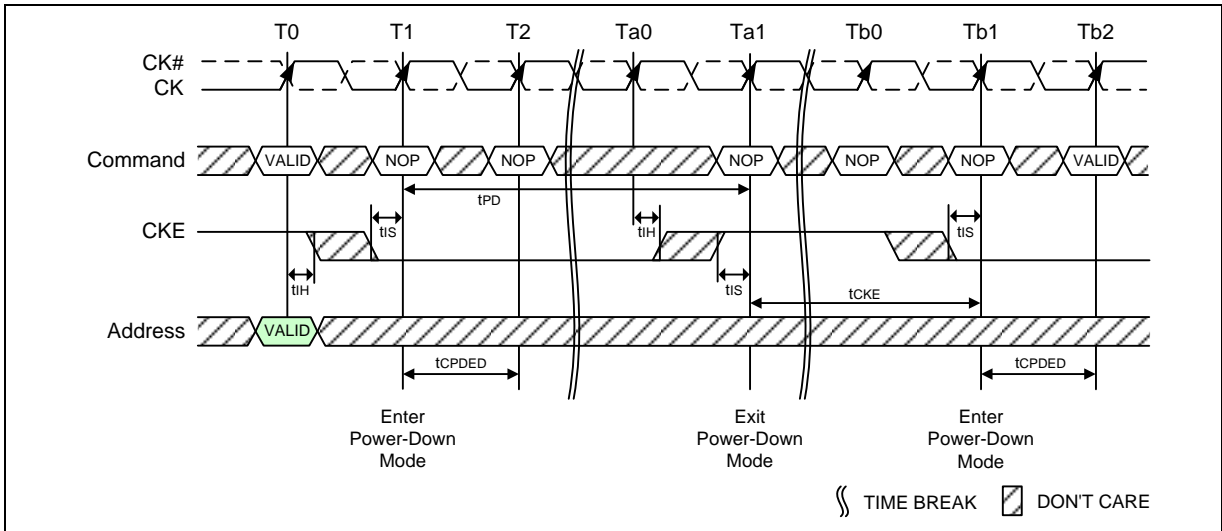 T0 T1 T2 Ta0 Ta1 Tb0 Tb1 Tb2
CK#
CK
Command VALID NOP NOP NOP NOP NOP VALID
tPD
CKE tIS tIH tIS
tIH tIS
tCKE
Address VALID
tCPDED tCPDED
Enter
Power-Down
Mode
Exit
Power-Down
Mode
Enter
Power-Down
Mode
TIME BREAK DON'T CARE